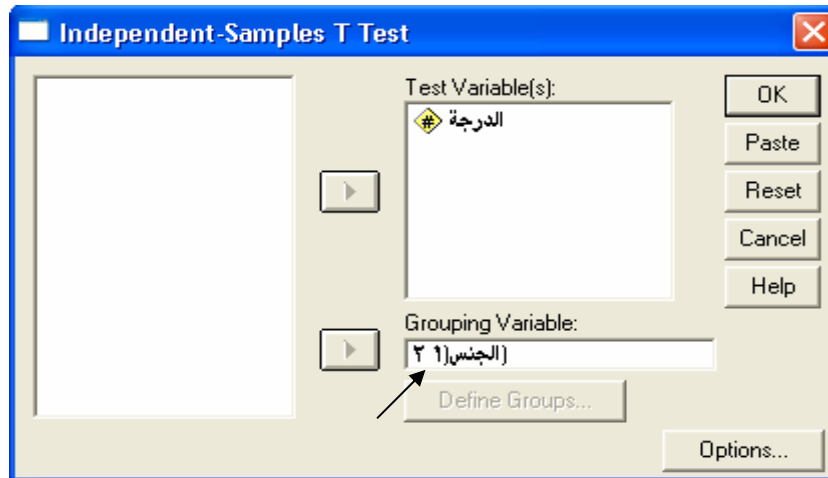 Independent-Samples T Test
Test Variable(s):
الدرجة
Grouping Variable:
الجنس(١ ٢)
Define Groups...
OK
Paste
Reset
Cancel
Help
Options...